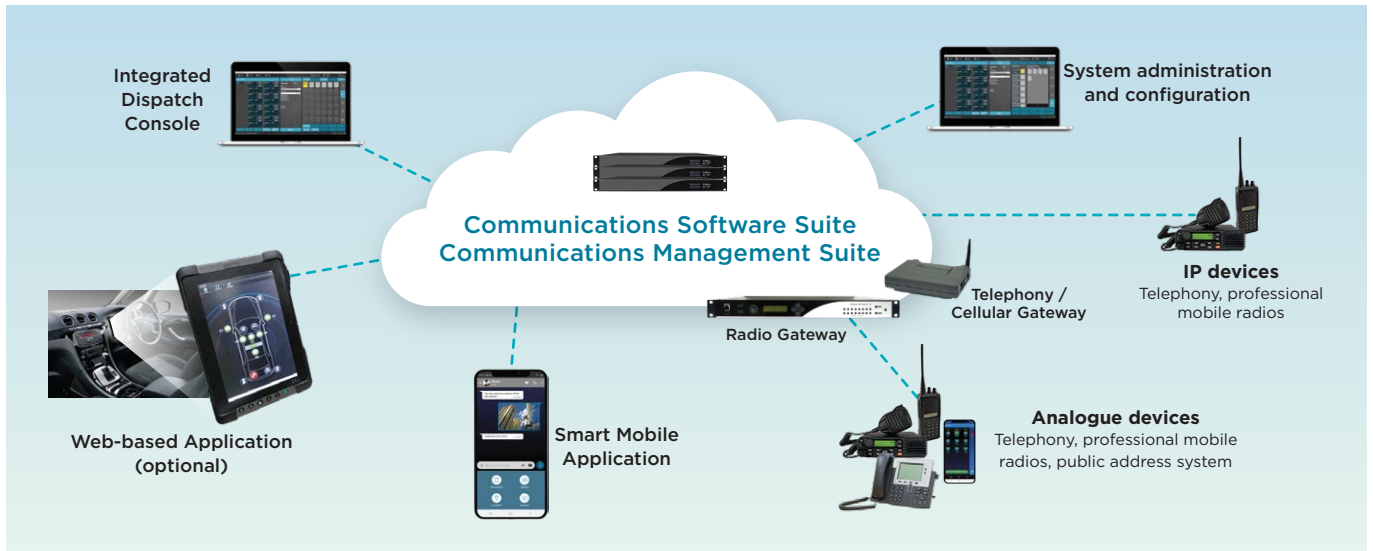 Integrated
Dispatch
Console
System administration
and configuration
Communications Software Suite
Communications Management Suite
IP devices
Telephony, professional
mobile radios
Telephony /
Cellular Gateway
Radio Gateway
Web-based Application
(optional)
Smart Mobile
Application
Analogue devices
Telephony, professional mobile
radios, public address system